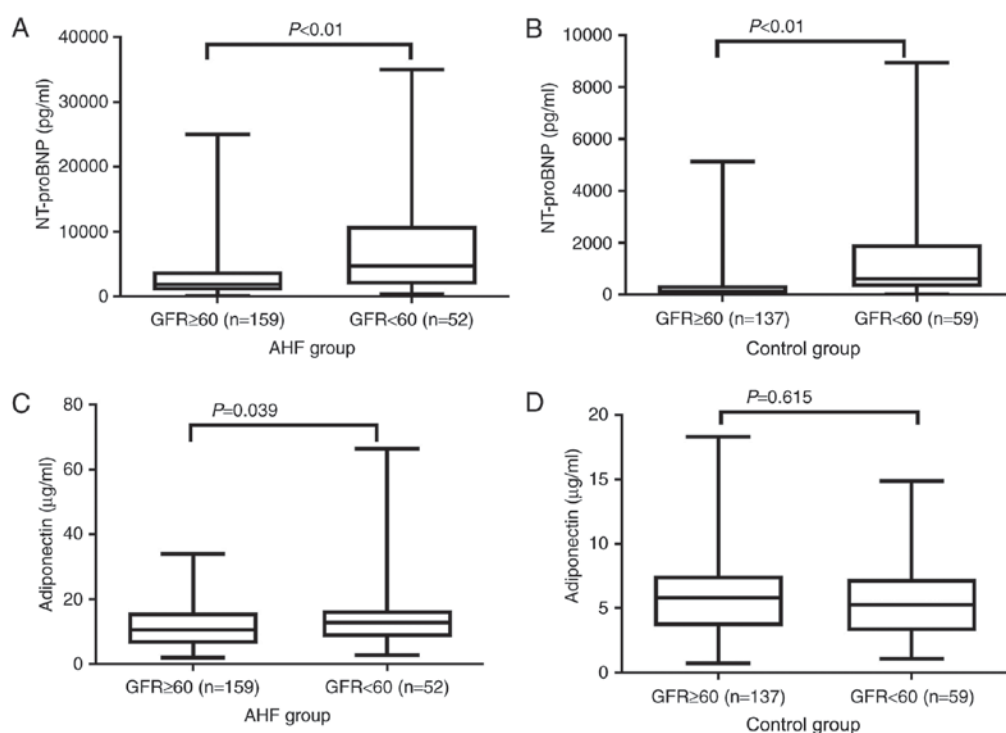 A
P<0.01
NT-proBNP (pg/ml)
40000
30000
20000
10000
0
GFR≥60 (n=159) GFR<60 (n=52)
AHF group
B
P<0.01
NT-proBNP (pg/ml)
10000
8000
6000
4000
2000
0
GFR≥60 (n=137) GFR<60 (n=59)
Control group
C
P=0.039
Adiponectin (µg/ml)
80
60
40
20
0
GFR≥60 (n=159) GFR<60 (n=52)
AHF group
D
P=0.615
Adiponectin (µg/ml)
20
15
10
5
0
GFR≥60 (n=137) GFR<60 (n=59)
Control group